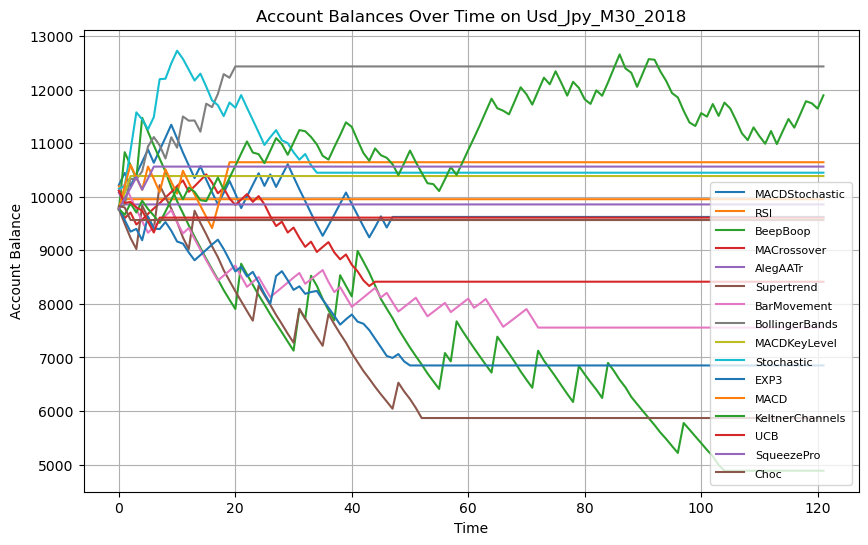 Account Balances Over Time on Usd_Jpy_M30_2018
13000
12000
11000
10000
9000
8000
7000
6000
5000
Account Balance
0
20
40
60
80
100
120
Time
MACDStochastic
RSI
BeepBoop
MACrossover
AlegAATr
Supertrend
BarMovement
BollingerBands
MACDKeyLevel
Stochastic
EXP3
MACD
KeltnerChannels
UCB
SqueezePro
Choc